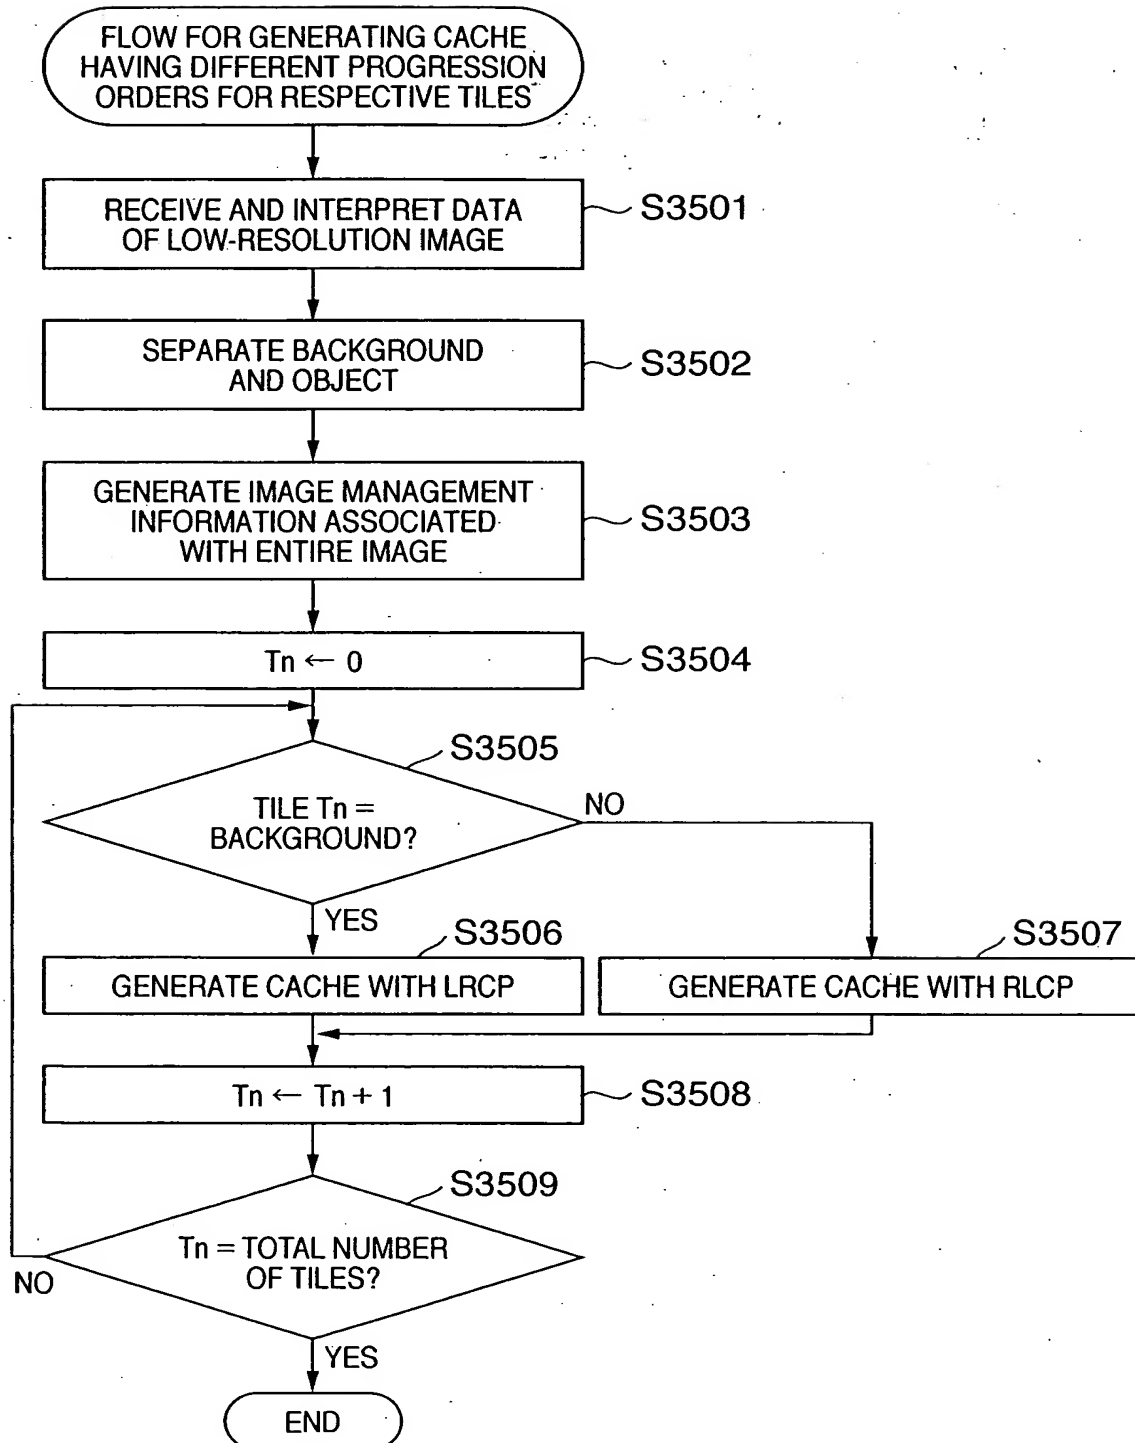 FLOW FOR GENERATING CACHE
HAVING DIFFERENT PROGRESSION
ORDERS FOR RESPECTIVE TILES
RECEIVE AND INTERPRET DATA
OF LOW-RESOLUTION IMAGE
S3501
SEPARATE BACKGROUND
AND OBJECT
S3502
GENERATE IMAGE MANAGEMENT
INFORMATION ASSOCIATED
WITH ENTIRE IMAGE
S3503
Tn ← 0
S3504
S3505
TILE Tn =
BACKGROUND?
NO
YES
S3506
GENERATE CACHE WITH LRCP
S3507
GENERATE CACHE WITH RLCP
Tn ← Tn + 1
S3508
S3509
Tn = TOTAL NUMBER
OF TILES?
NO
YES
END